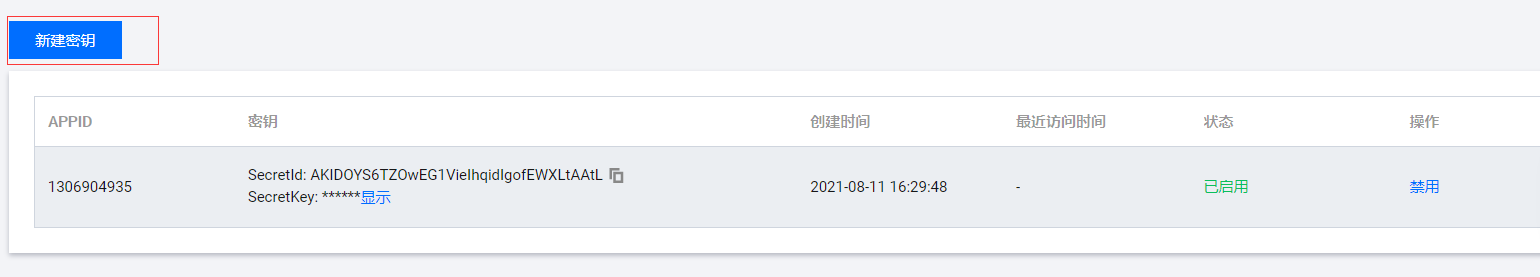 新建密钥
APPID 密钥 创建时间 最近访问时间 状态 操作
SecretId: AKIDOYS6TZOwEG1VieIhqidIgofEWXLtAAtL
1306904935 2021-08-11 16:29:48 - 已启用 禁用
SecretKey: ******显示